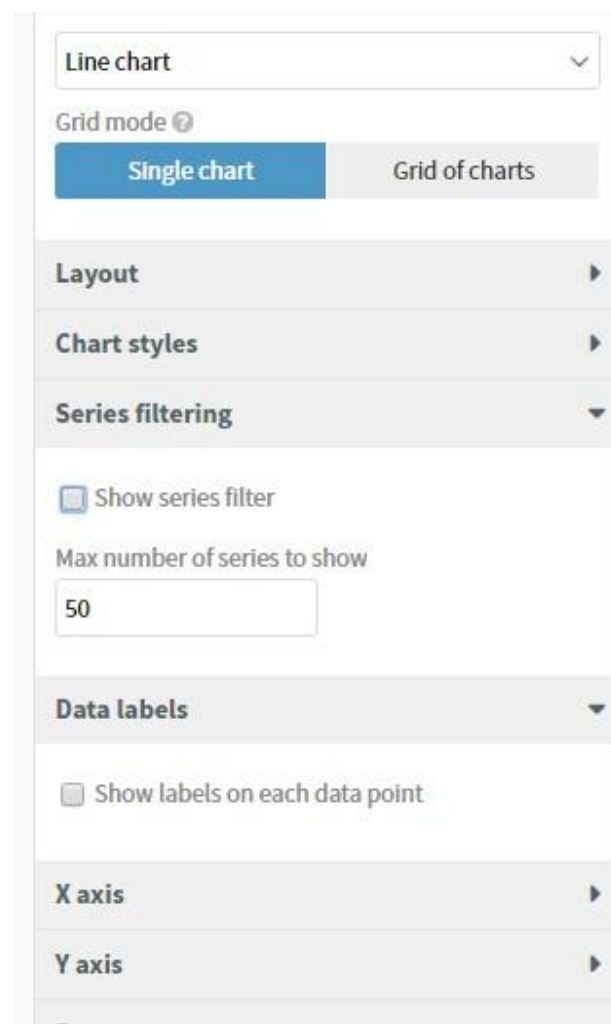 Line chart
Grid mode
Single chart
Grid of charts
Layout
Chart styles
Series filtering
Show series filter
Max number of series to show
50
Data labels
Show labels on each data point
X axis
Y axis